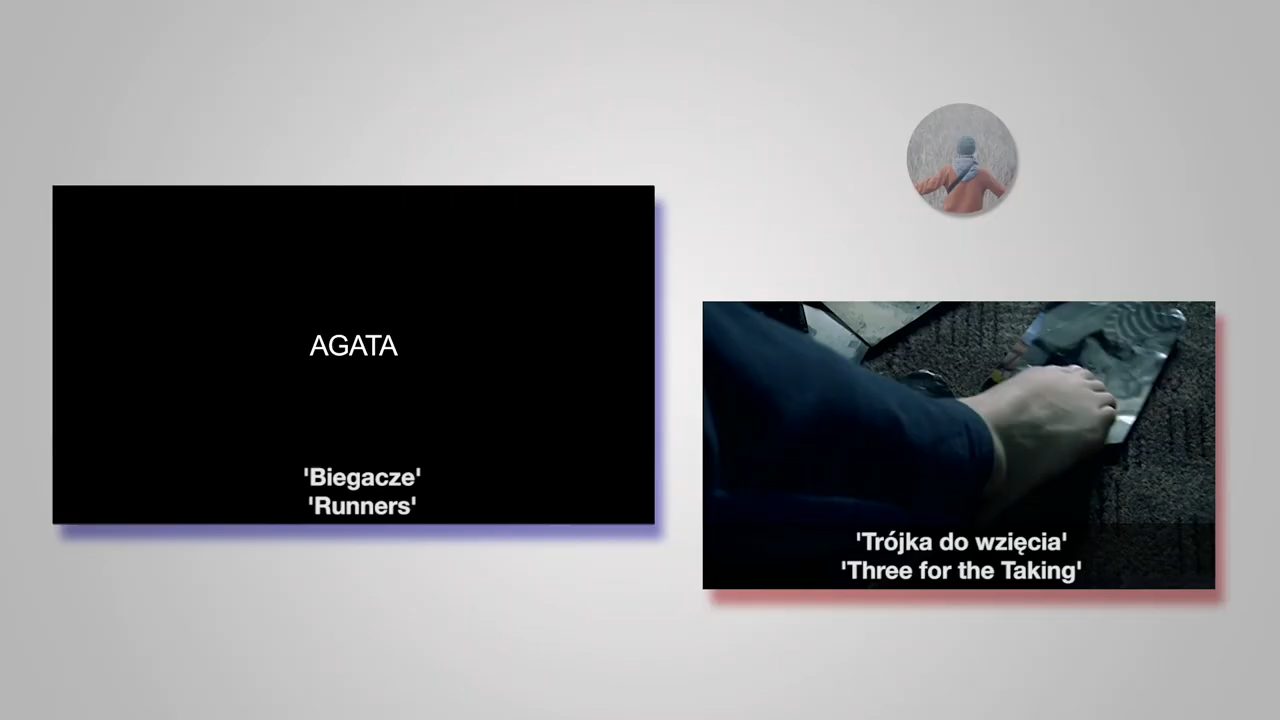 AGATA
'Biegacze'
'Runners'
'Trójka do wzięcia'
'Three for the Taking'